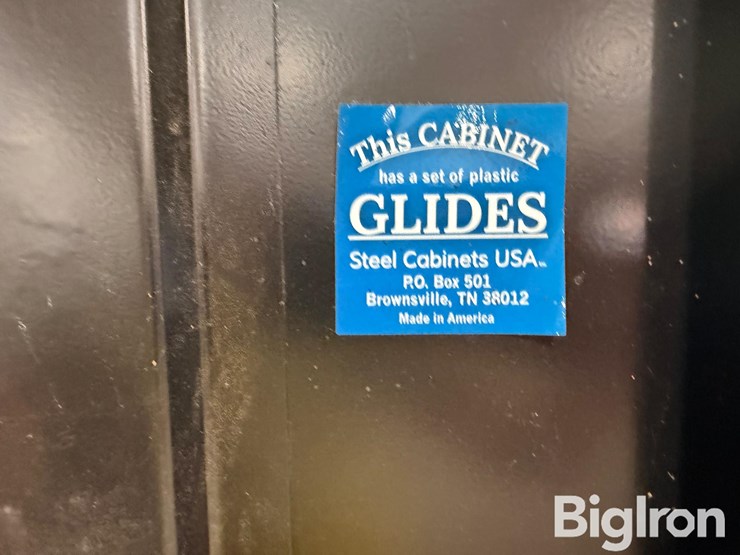 This CABINET
has a set of plastic
GLIDES
Steel Cabinets USA
P.O. Box 501
Brownsville, TN 38012
Made in America
BigIron